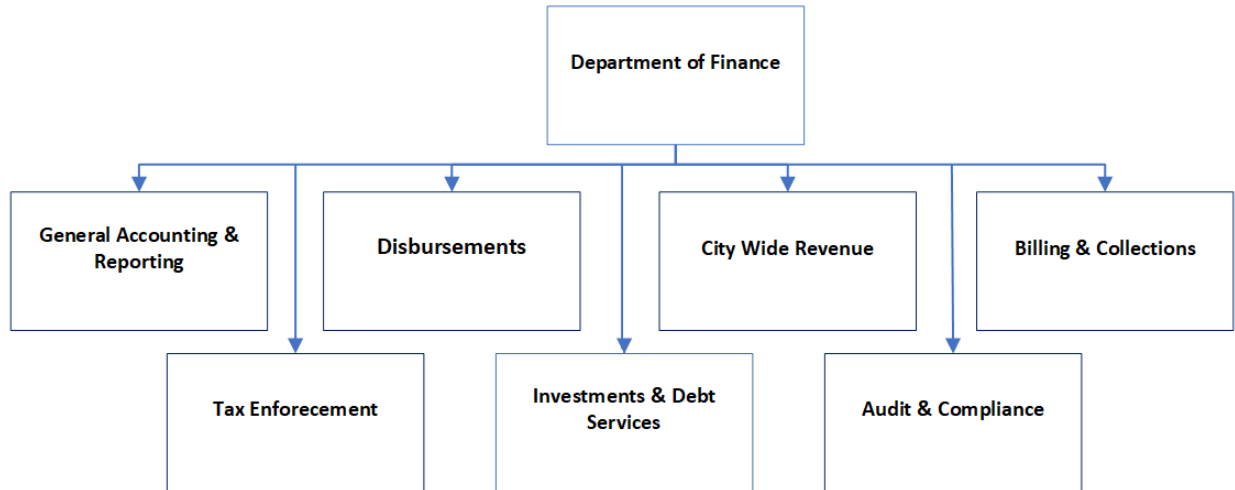 Department of Finance
General Accounting &
Reporting
Disbursements
City Wide Revenue
Billing & Collections
Tax Enforecement
Investments & Debt
Services
Audit & Compliance